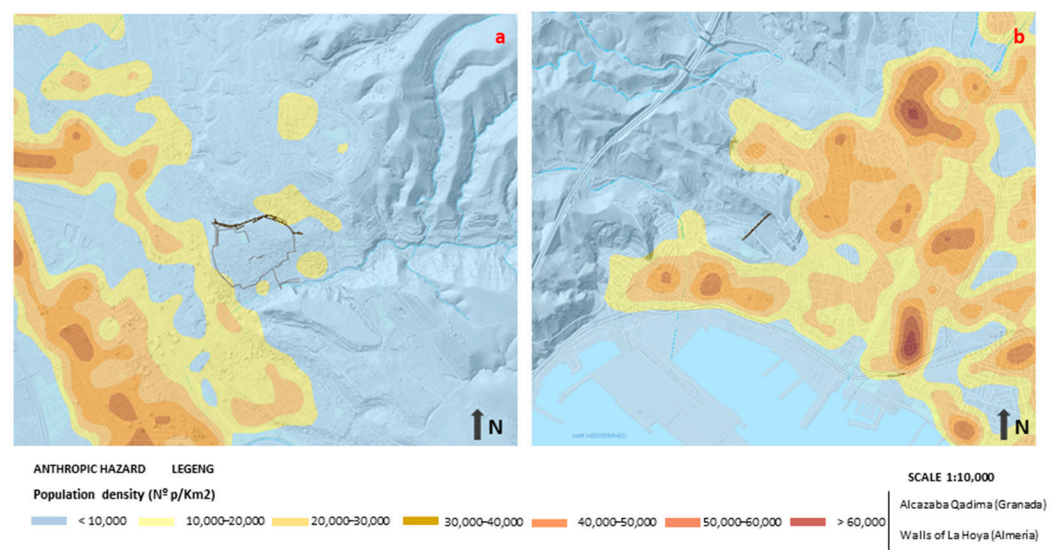 a
b
N
N
MAR MEDITERRÁNEO
ANTHROPIC HAZARD LEGENG
Population density (Nº p/Km2)
< 10,000 10,000–20,000 20,000–30,000 30,000–40,000 40,000–50,000 50,000–60,000 > 60,000
SCALE 1:10,000
Alcazaba Qadima (Granada)
Walls of La Hoya (Almería)